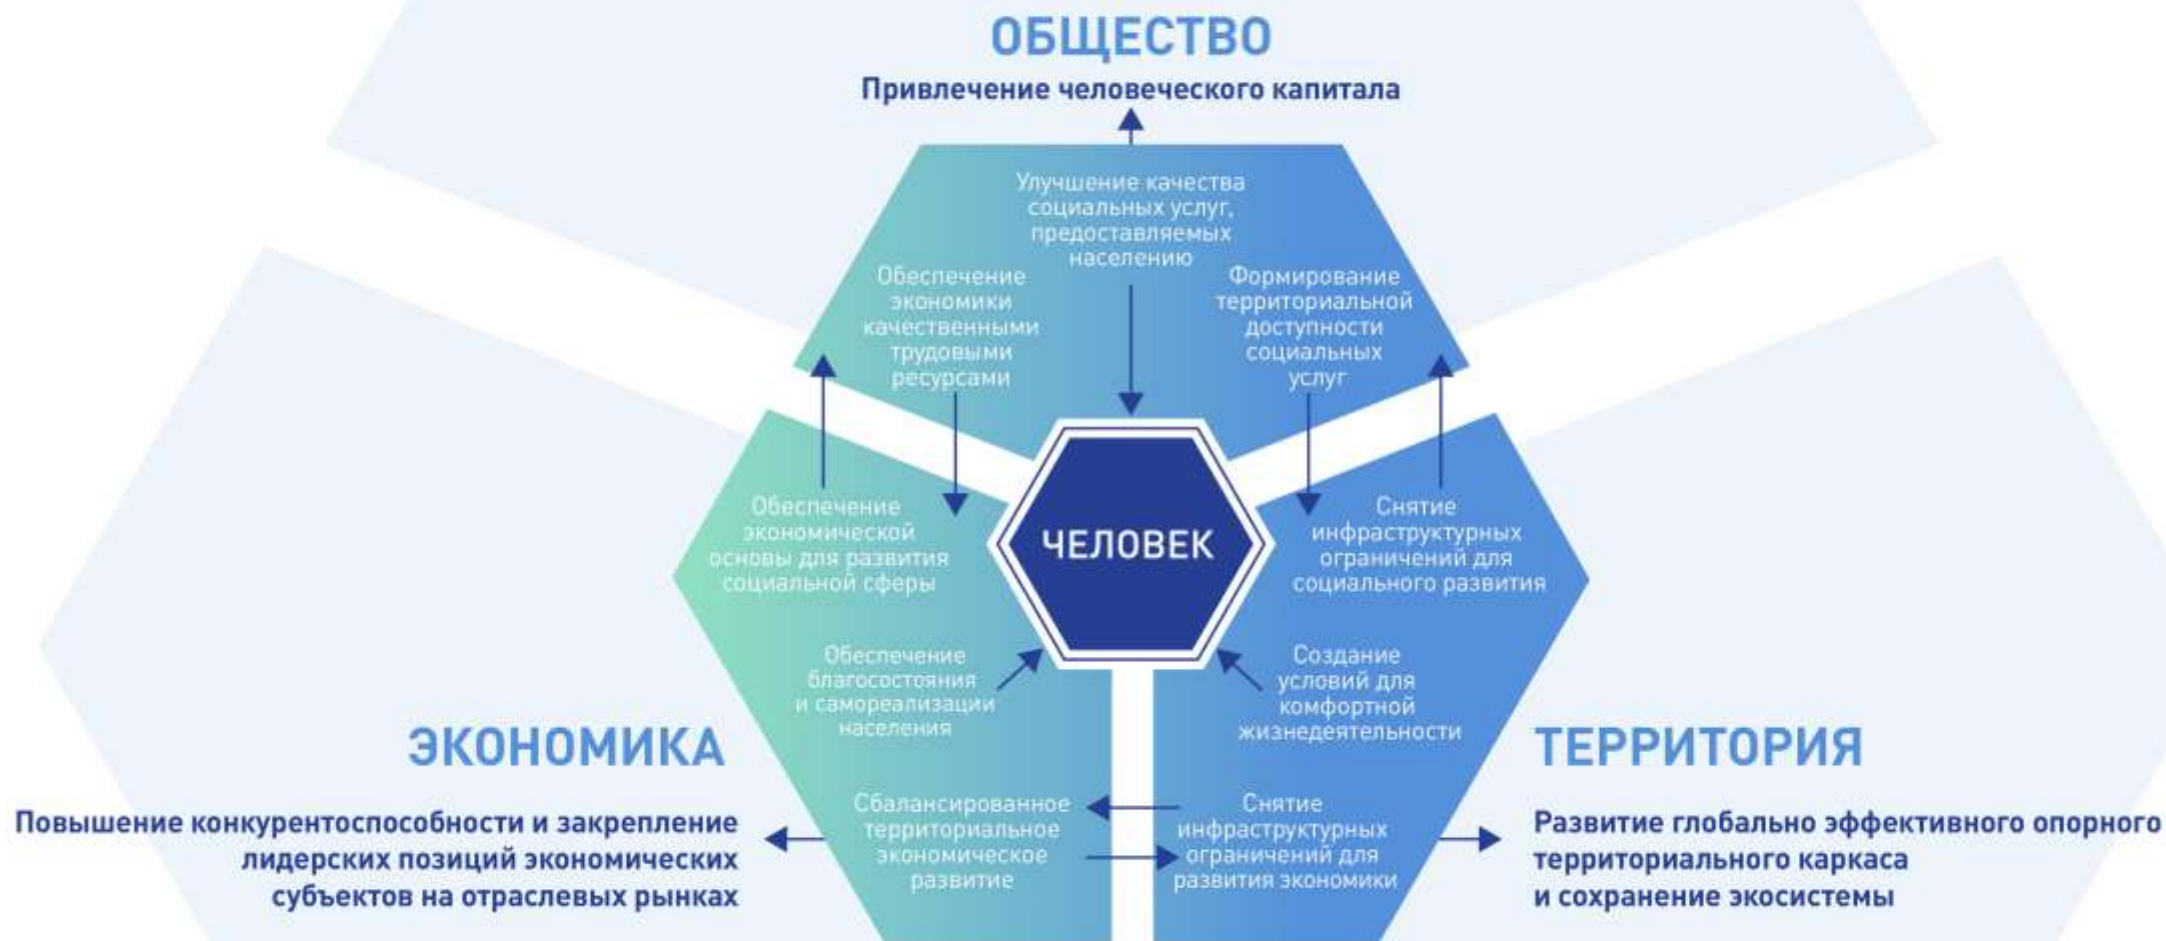 ОБЩЕСТВО
Привлечение человеческого капитала
Улучшение качества
социальных услуг,
предоставляемых
населению
Обеспечение
экономики
качественными
трудовыми
ресурсами
Формирование
территориальной
доступности
социальных
услуг
Обеспечение
экономической
основы для развития
социальной сферы
ЧЕЛОВЕК
Снятие
инфраструктурных
ограничений для
социального развития
Обеспечение
благосостояния
и самореализации
населения
Создание
условий для
комфортной
жизнедеятельности
ЭКОНОМИКА
Повышение конкурентоспособности и закрепление
лидерских позиций экономических
субъектов на отраслевых рынках
Сбалансированное
территориальное
экономическое
развитие
Снятие
инфраструктурных
ограничений для
развития экономики
ТЕРРИТОРИЯ
Развитие глобально эффективного опорного
территориального каркаса
и сохранение экосистемы